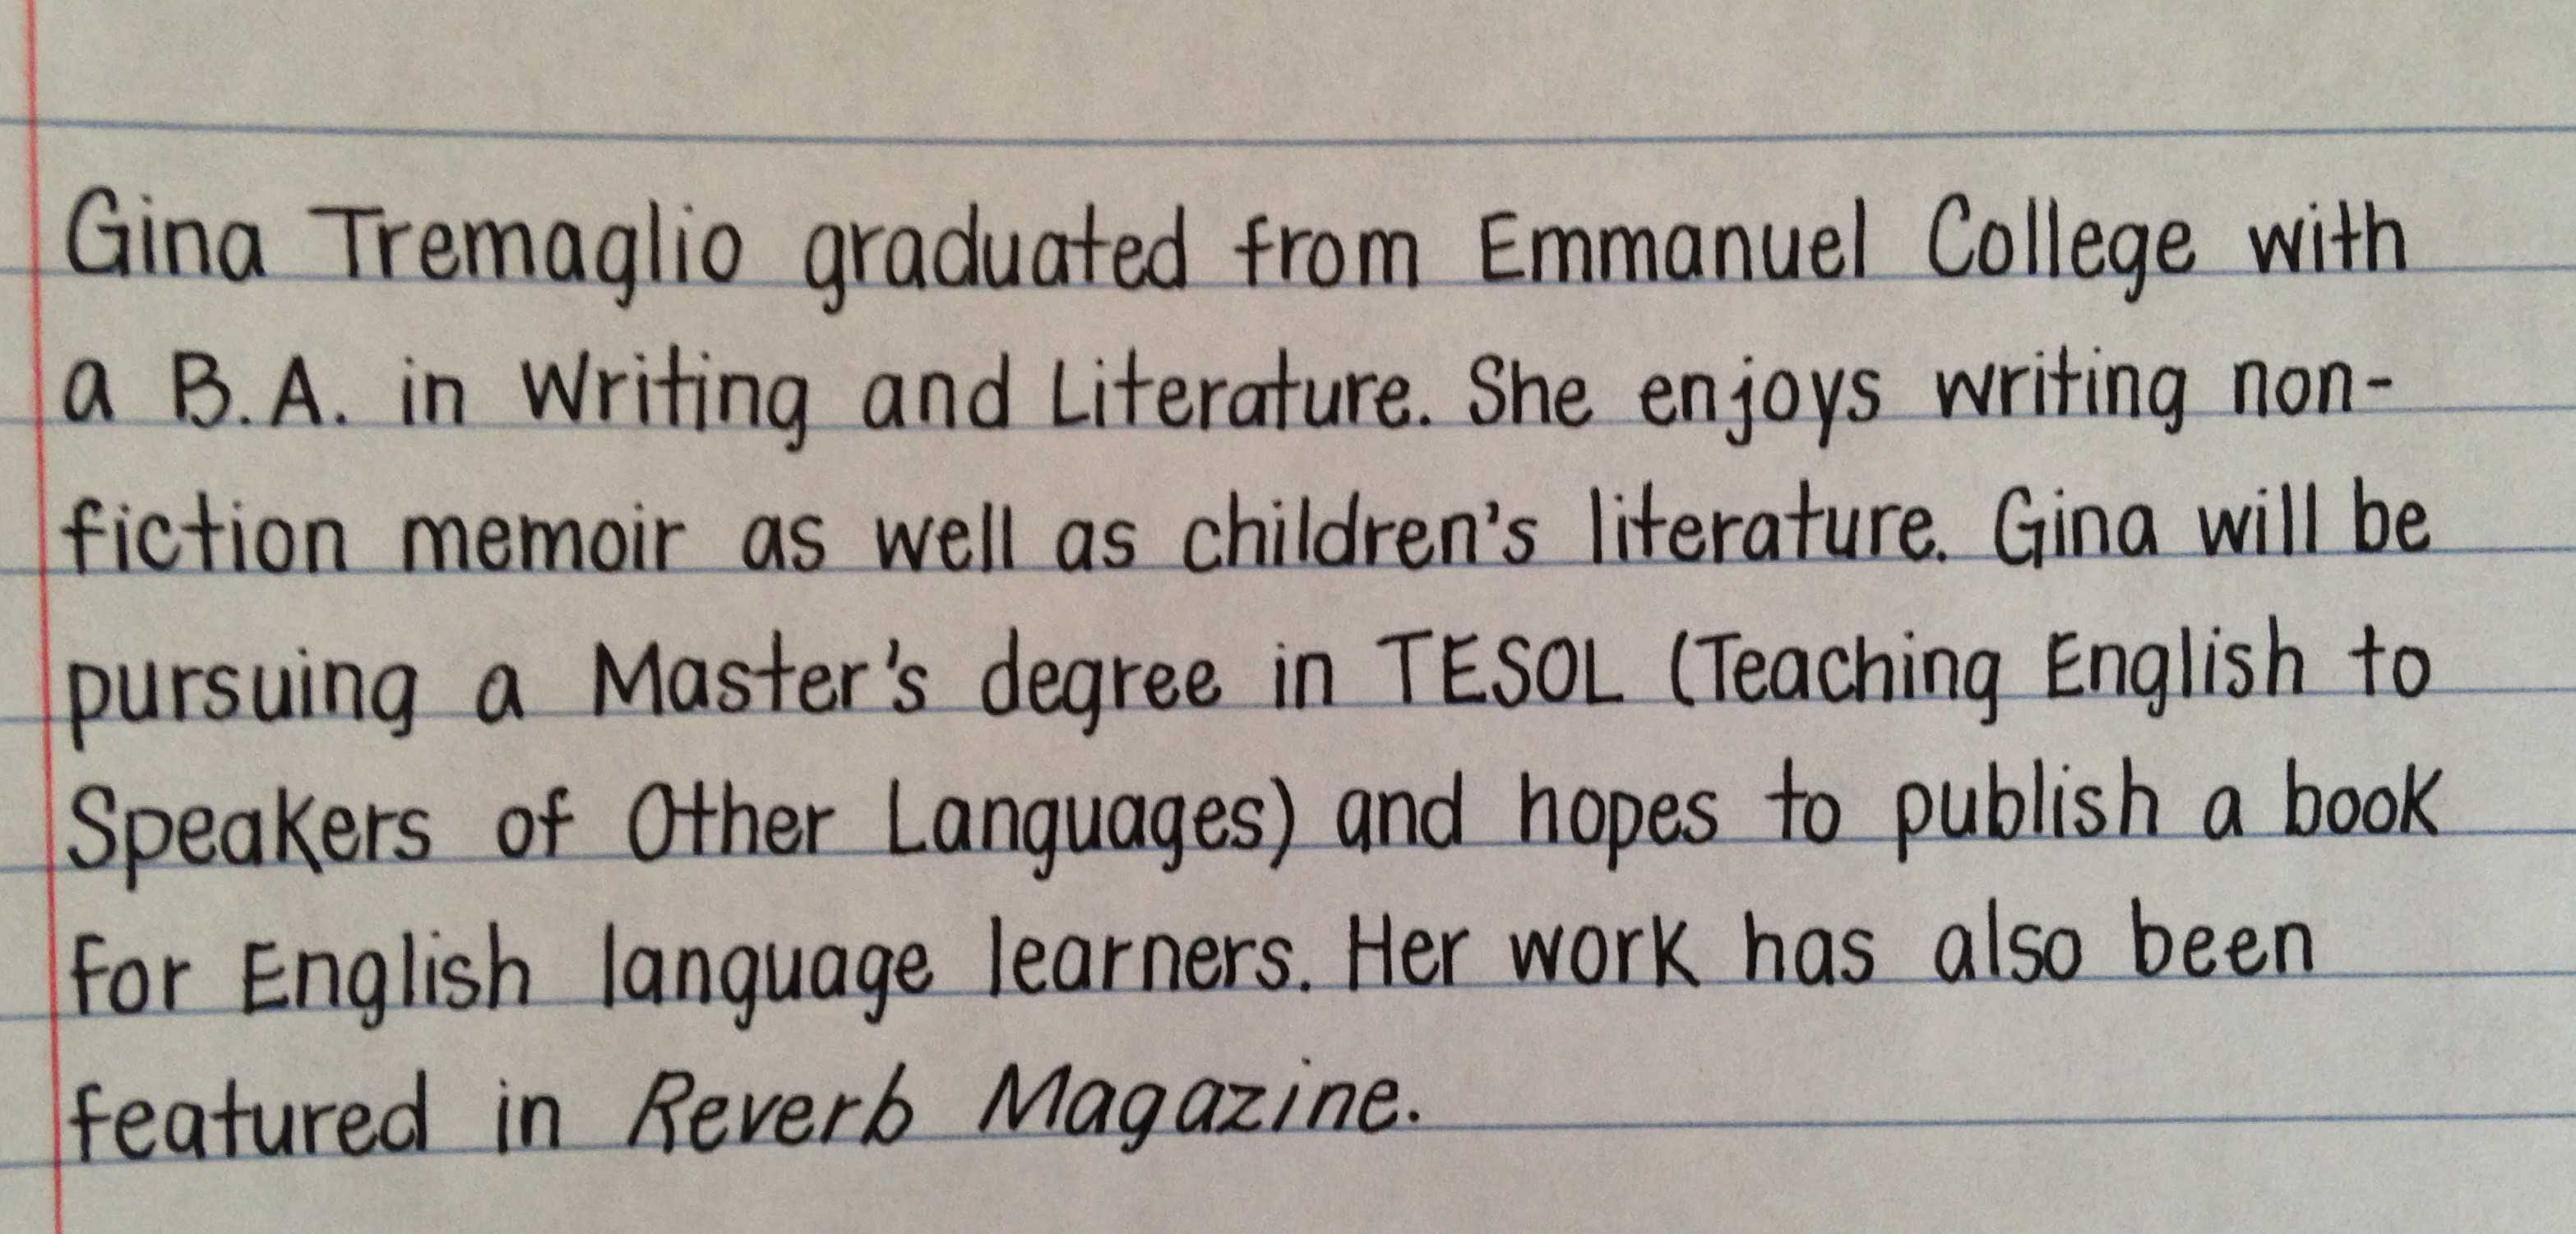 Gina Tremaglio graduated from Emmanuel College with
a B.A. in Writing and Literature. She enjoys writing non-
fiction memoir as well as children's literature. Gina will be
pursuing a Master's degree in TESOL (Teaching English to
Speakers of Other Languages) and hopes to publish a book
for English language learners. Her work has also been
featured in Reverb Magazine.